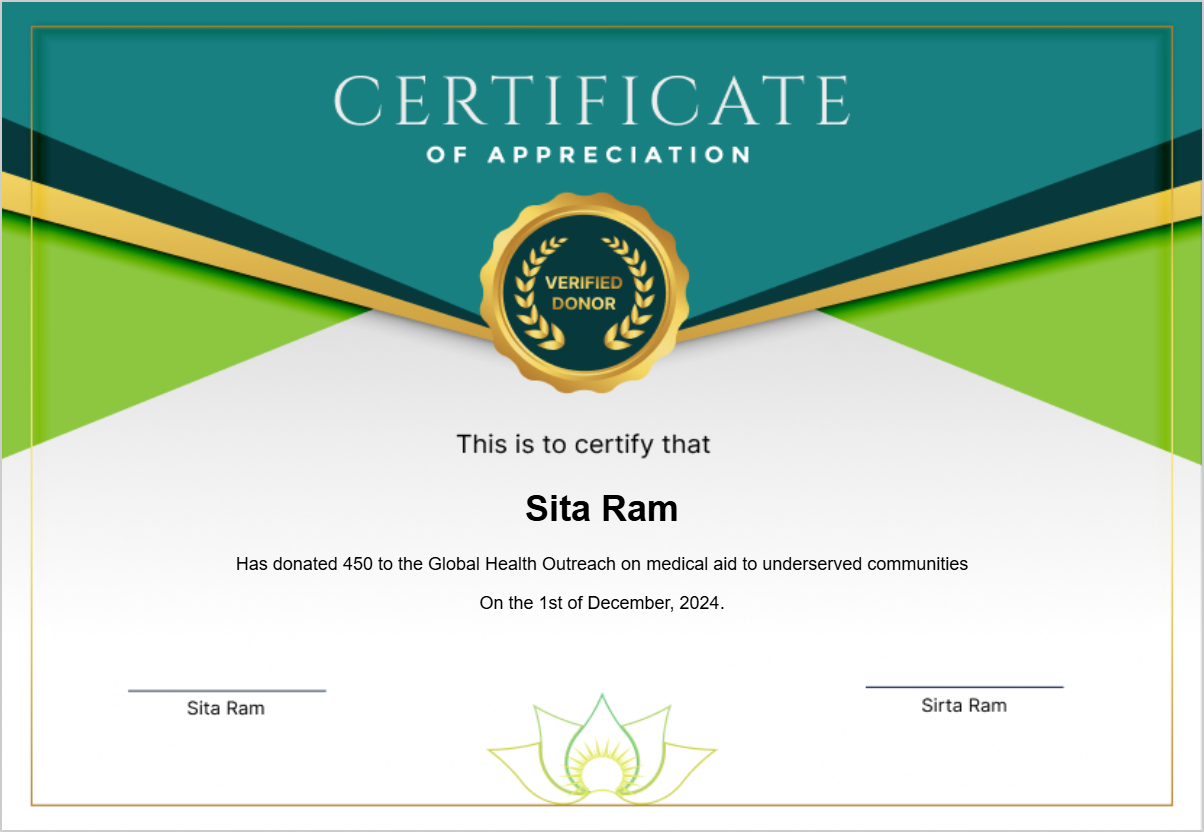 CERTIFICATE
OF APPRECIATION
VERIFIED
DONOR
This is to certify that
Sita Ram
Has donated 450 to the Global Health Outreach on medical aid to underserved communities
On the 1st of December, 2024.
Sita Ram
Sirta Ram